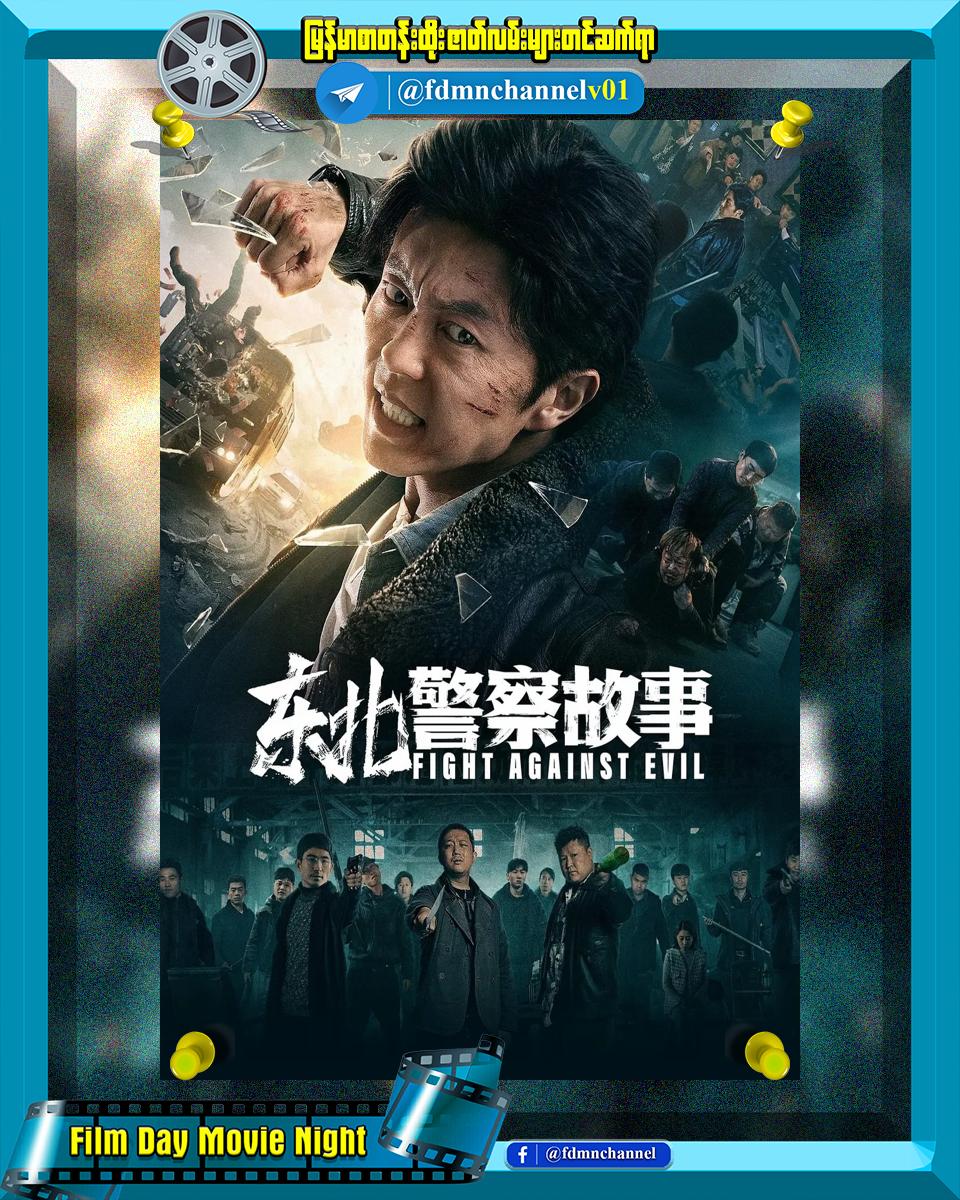 မြန်မာစာတန်းထိုးဇာတ်လမ်းများတင်ဆက်ရာ
@fdmnchannelv01
东北警察故事
FIGHT AGAINST EVIL
Film Day Movie Night
@fdmnchannel